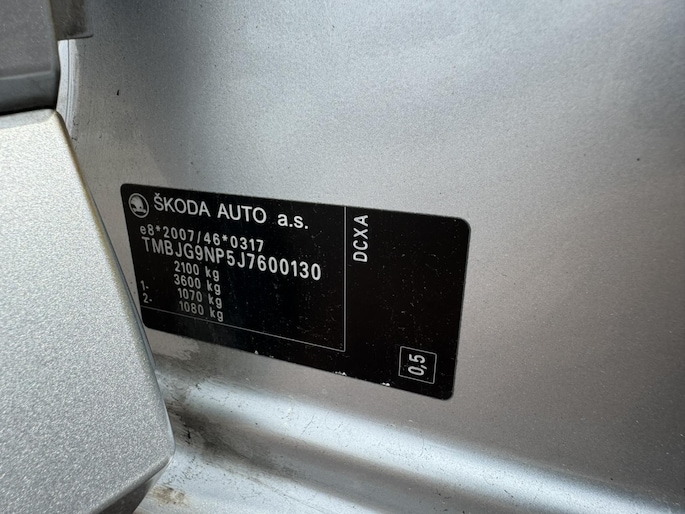 ŠKODA AUTO a.s.
e8*2007/46*0317
TMBJG9NP5J7600130
2100 kg
3600 kg
1- 1070 kg
2- 1080 kg
DCXA
0,5